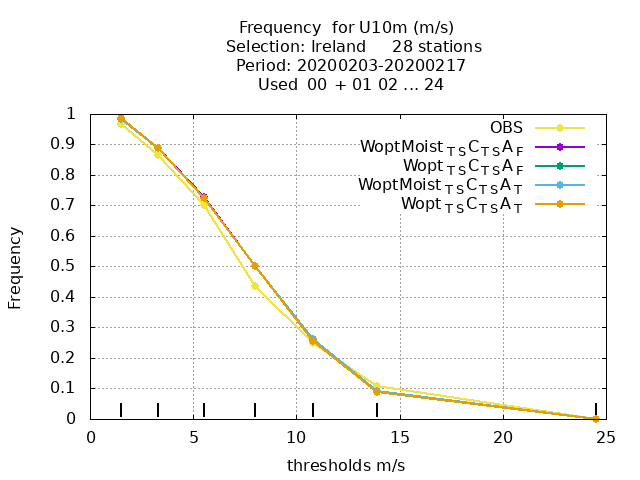 Frequency  for U10m (m/s)
Selection: Ireland     28 stations
Period: 20200203-20200217
Used  00  + 01 02 ... 24
OBS
WoptMoist_TSC_TSA_F
Wopt_TSC_TSA_F
WoptMoist_TSC_TSA_T
Wopt_TSC_TSA_T
1
0.9
0.8
0.7
0.6
0.5
0.4
0.3
0.2
0.1
0
Frequency
0 5 10 15 20 25
thresholds m/s